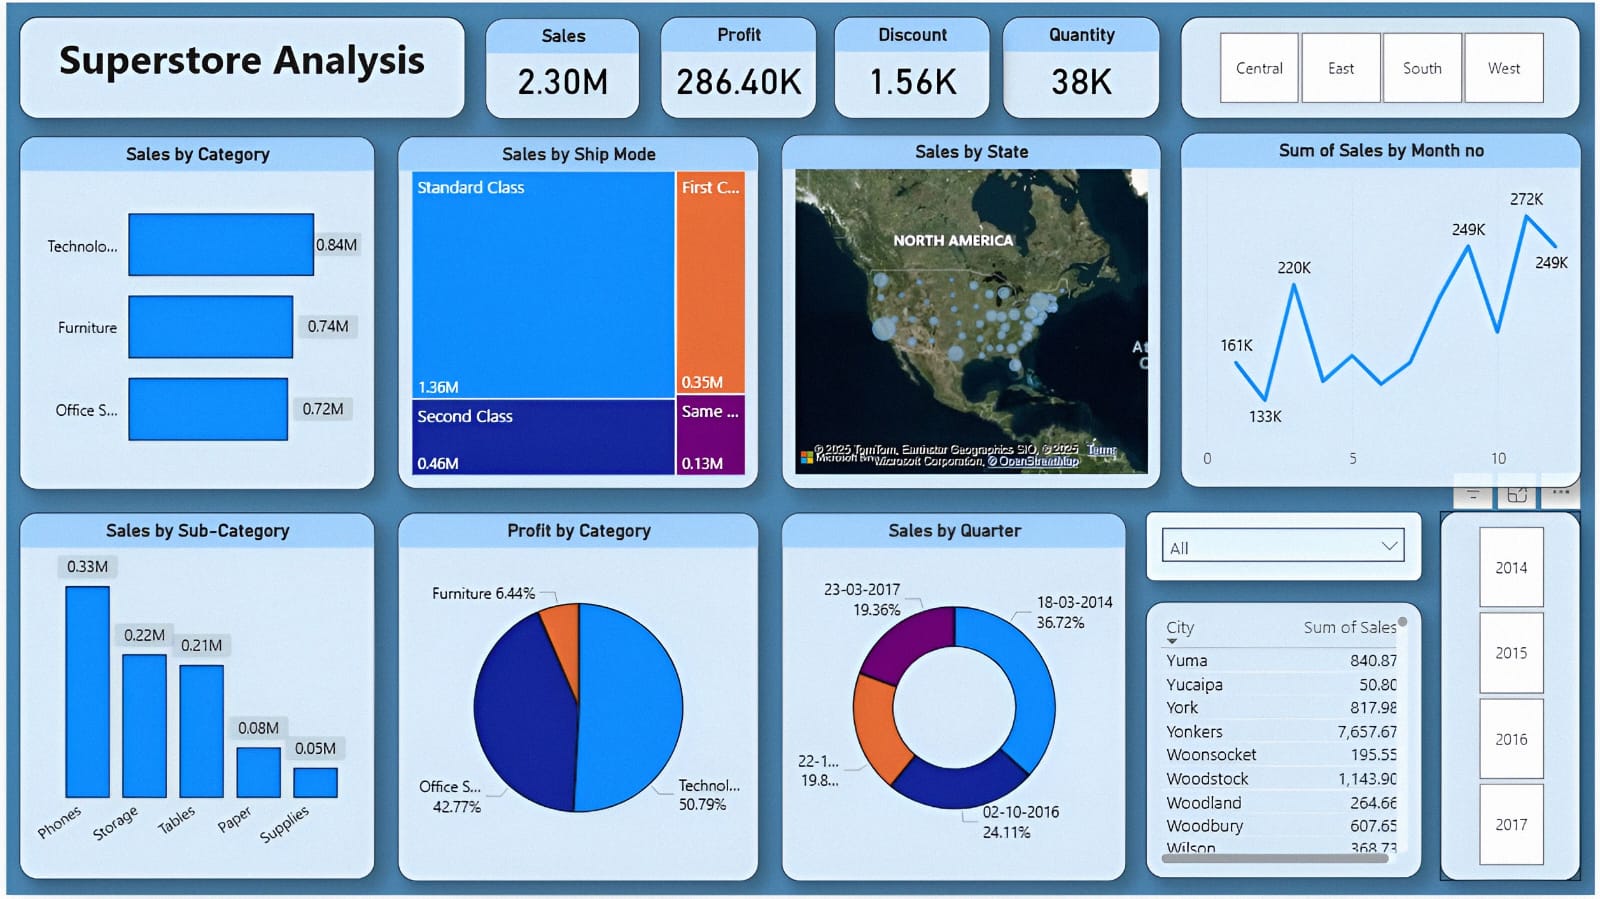 Superstore Analysis
Sales
2.30M
Profit
286.40K
Discount
1.56K
Quantity
38K
Central
East
South
West
Sales by Category
Technolo...
0.84M
Furniture
0.74M
Office S...
0.72M
Sales by Ship Mode
Standard Class
1.36M
First C...
0.35M
Second Class
0.46M
Same ...
0.13M
Sales by State
NORTH AMERICA
At
© 2025 TomTom, Earthstar Geographics SIO, © 2025
Microsoft Corporation, © OpenStreetMap
Terms
Microsoft Bing
Sum of Sales by Month no
161K
133K
220K
249K
272K
249K
0
5
10
Sales by Sub-Category
0.33M
0.22M
0.21M
0.08M
0.05M
Phones
Storage
Tables
Paper
Supplies
Profit by Category
Furniture 6.44%
Office S...
42.77%
Technol...
50.79%
Sales by Quarter
23-03-2017
19.36%
18-03-2014
36.72%
22-1...
19.8...
02-10-2016
24.11%
All
City Sum of Sales
Yuma 840.87
Yucaipa 50.80
York 817.98
Yonkers 7,657.67
Woonsocket 195.55
Woodstock 1,143.90
Woodland 264.66
Woodbury 607.65
Wilson 368.73
2014
2015
2016
2017